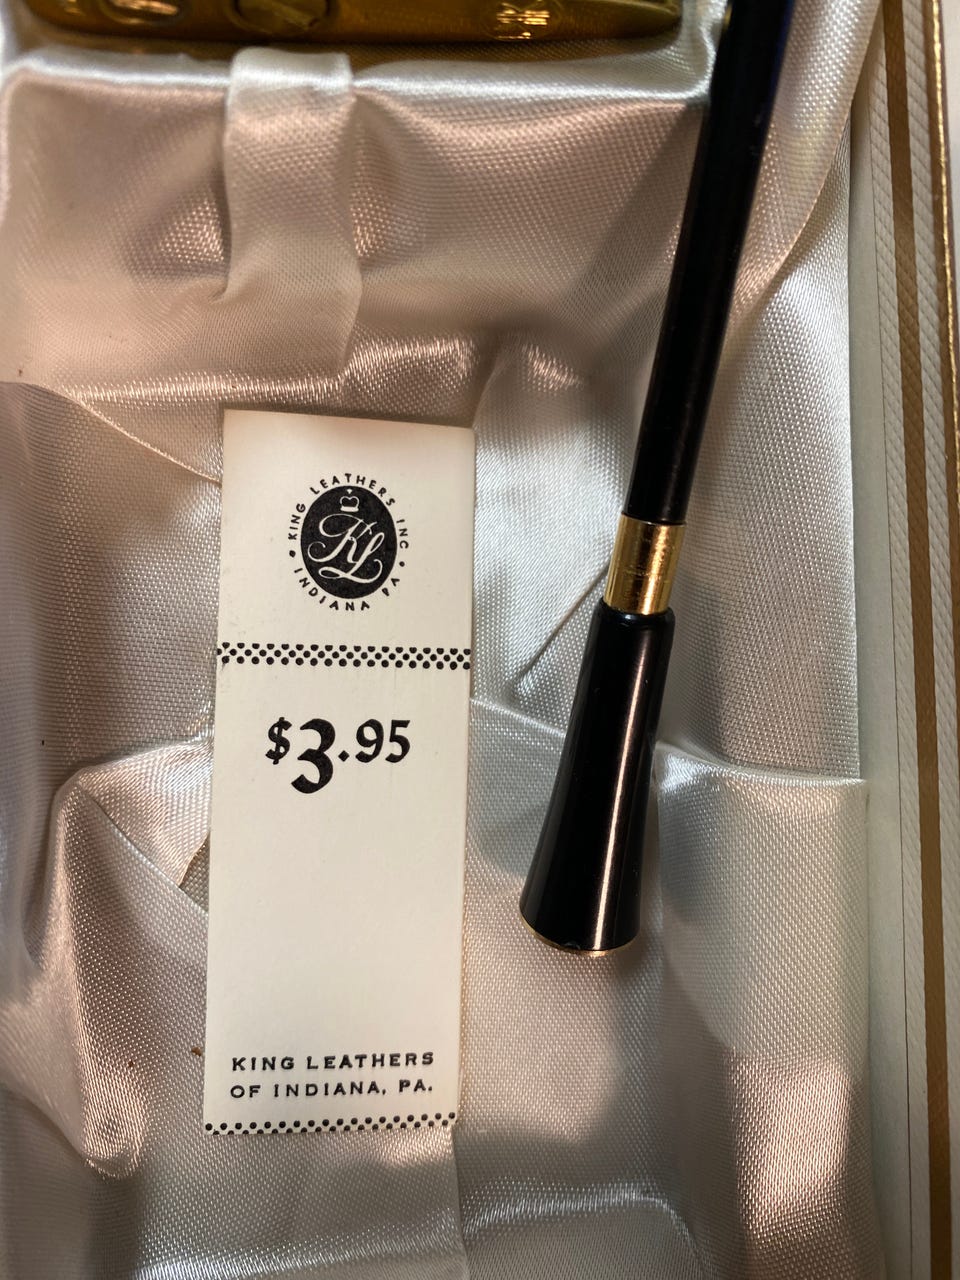 KING LEATHERS INC
INDIANA PA
KL
$3.95
KING LEATHERS
OF INDIANA, PA.